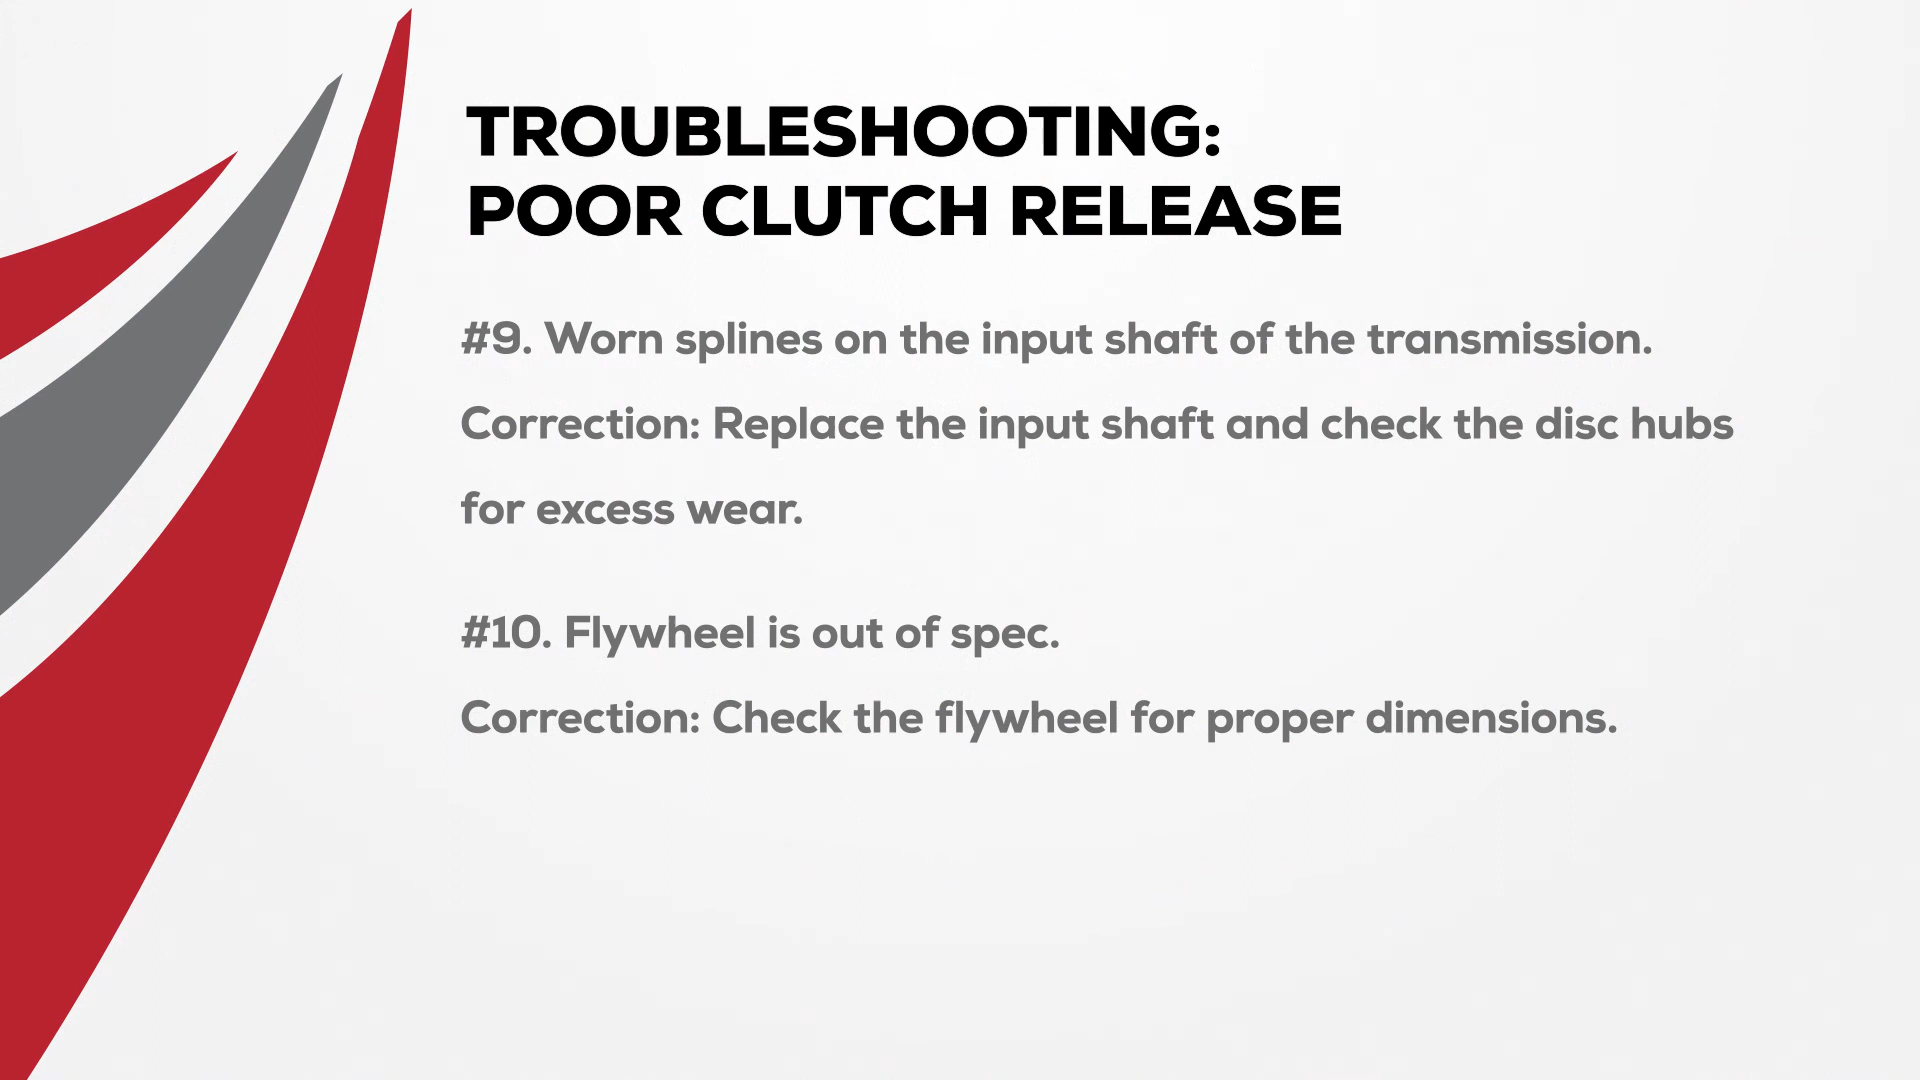 TROUBLESHOOTING:
POOR CLUTCH RELEASE
#9. Worn splines on the input shaft of the transmission.
Correction: Replace the input shaft and check the disc hubs
for excess wear.
#10. Flywheel is out of spec.
Correction: Check the flywheel for proper dimensions.